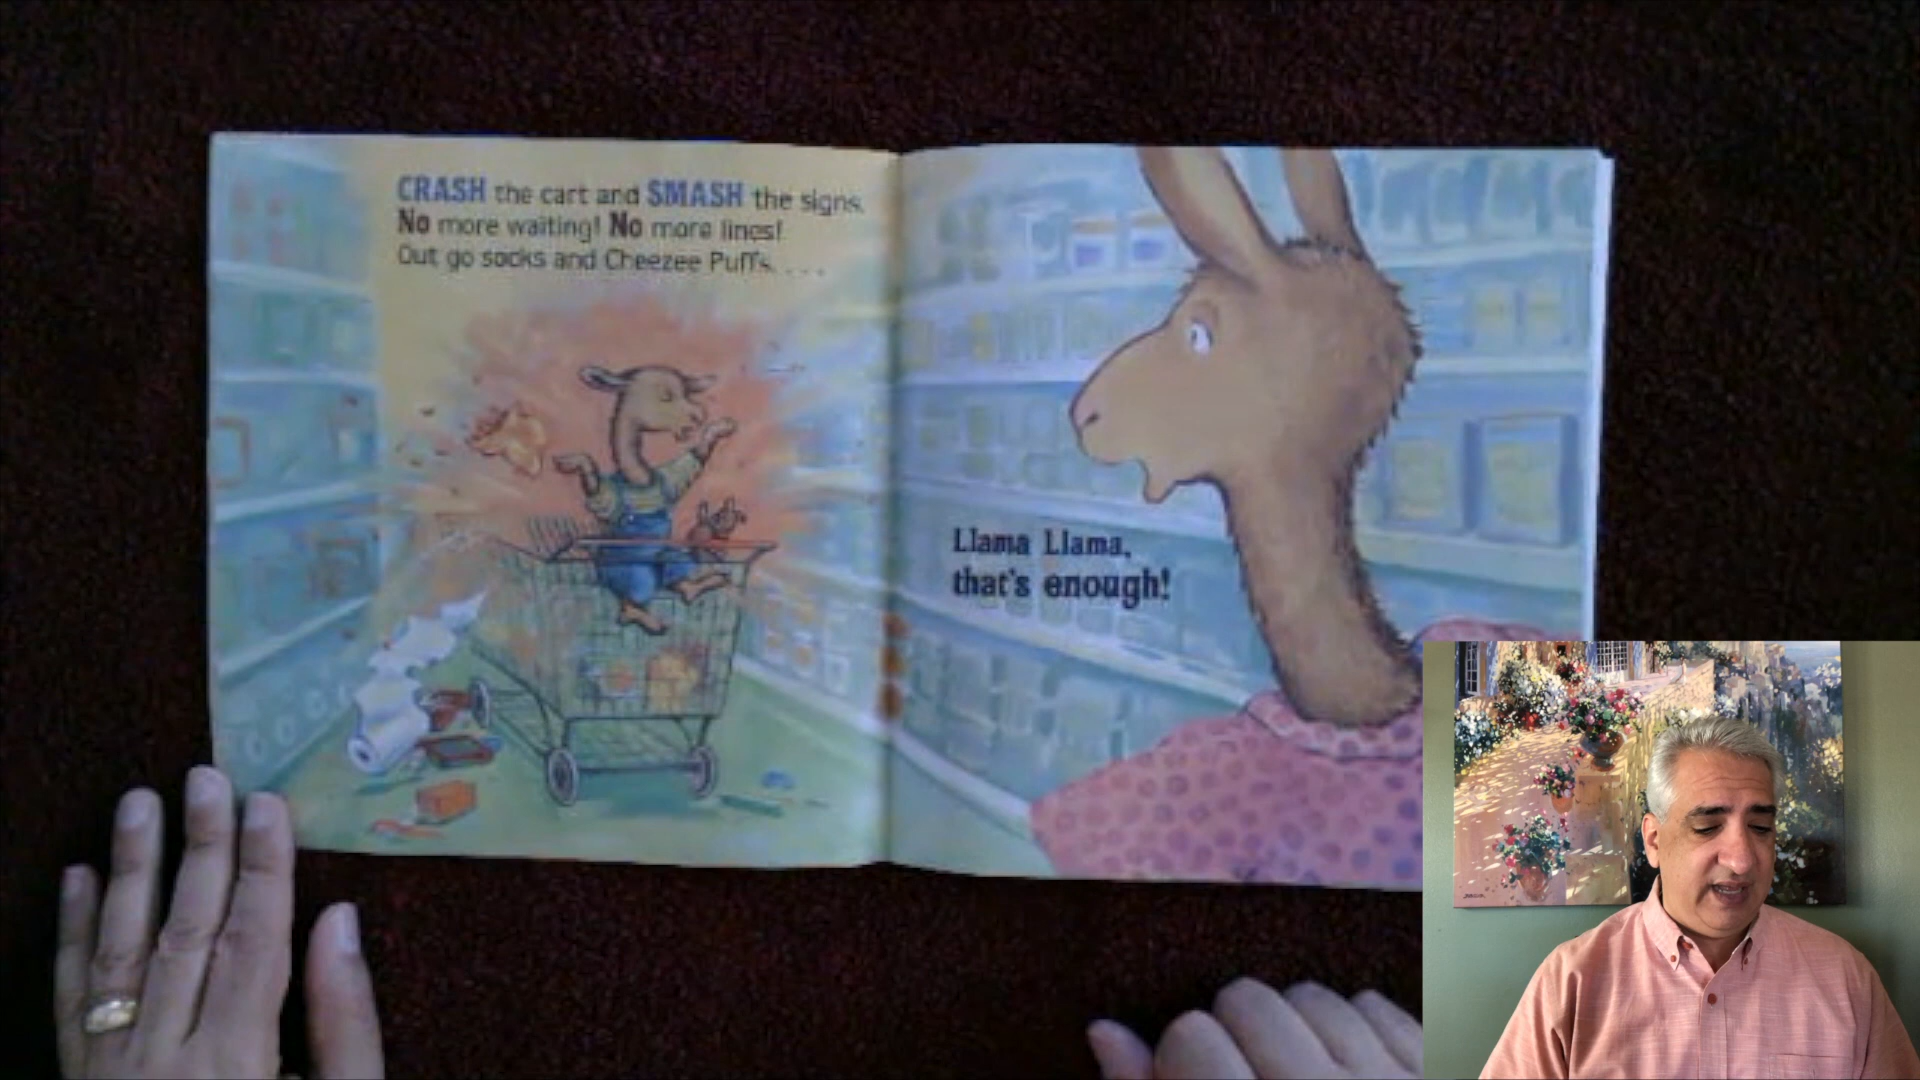 CRASH the cart and SMASH the signs.
No more waiting! No more lines!
Out go socks and Cheezee Puffs. . . .
Llama Llama,
that's enough!